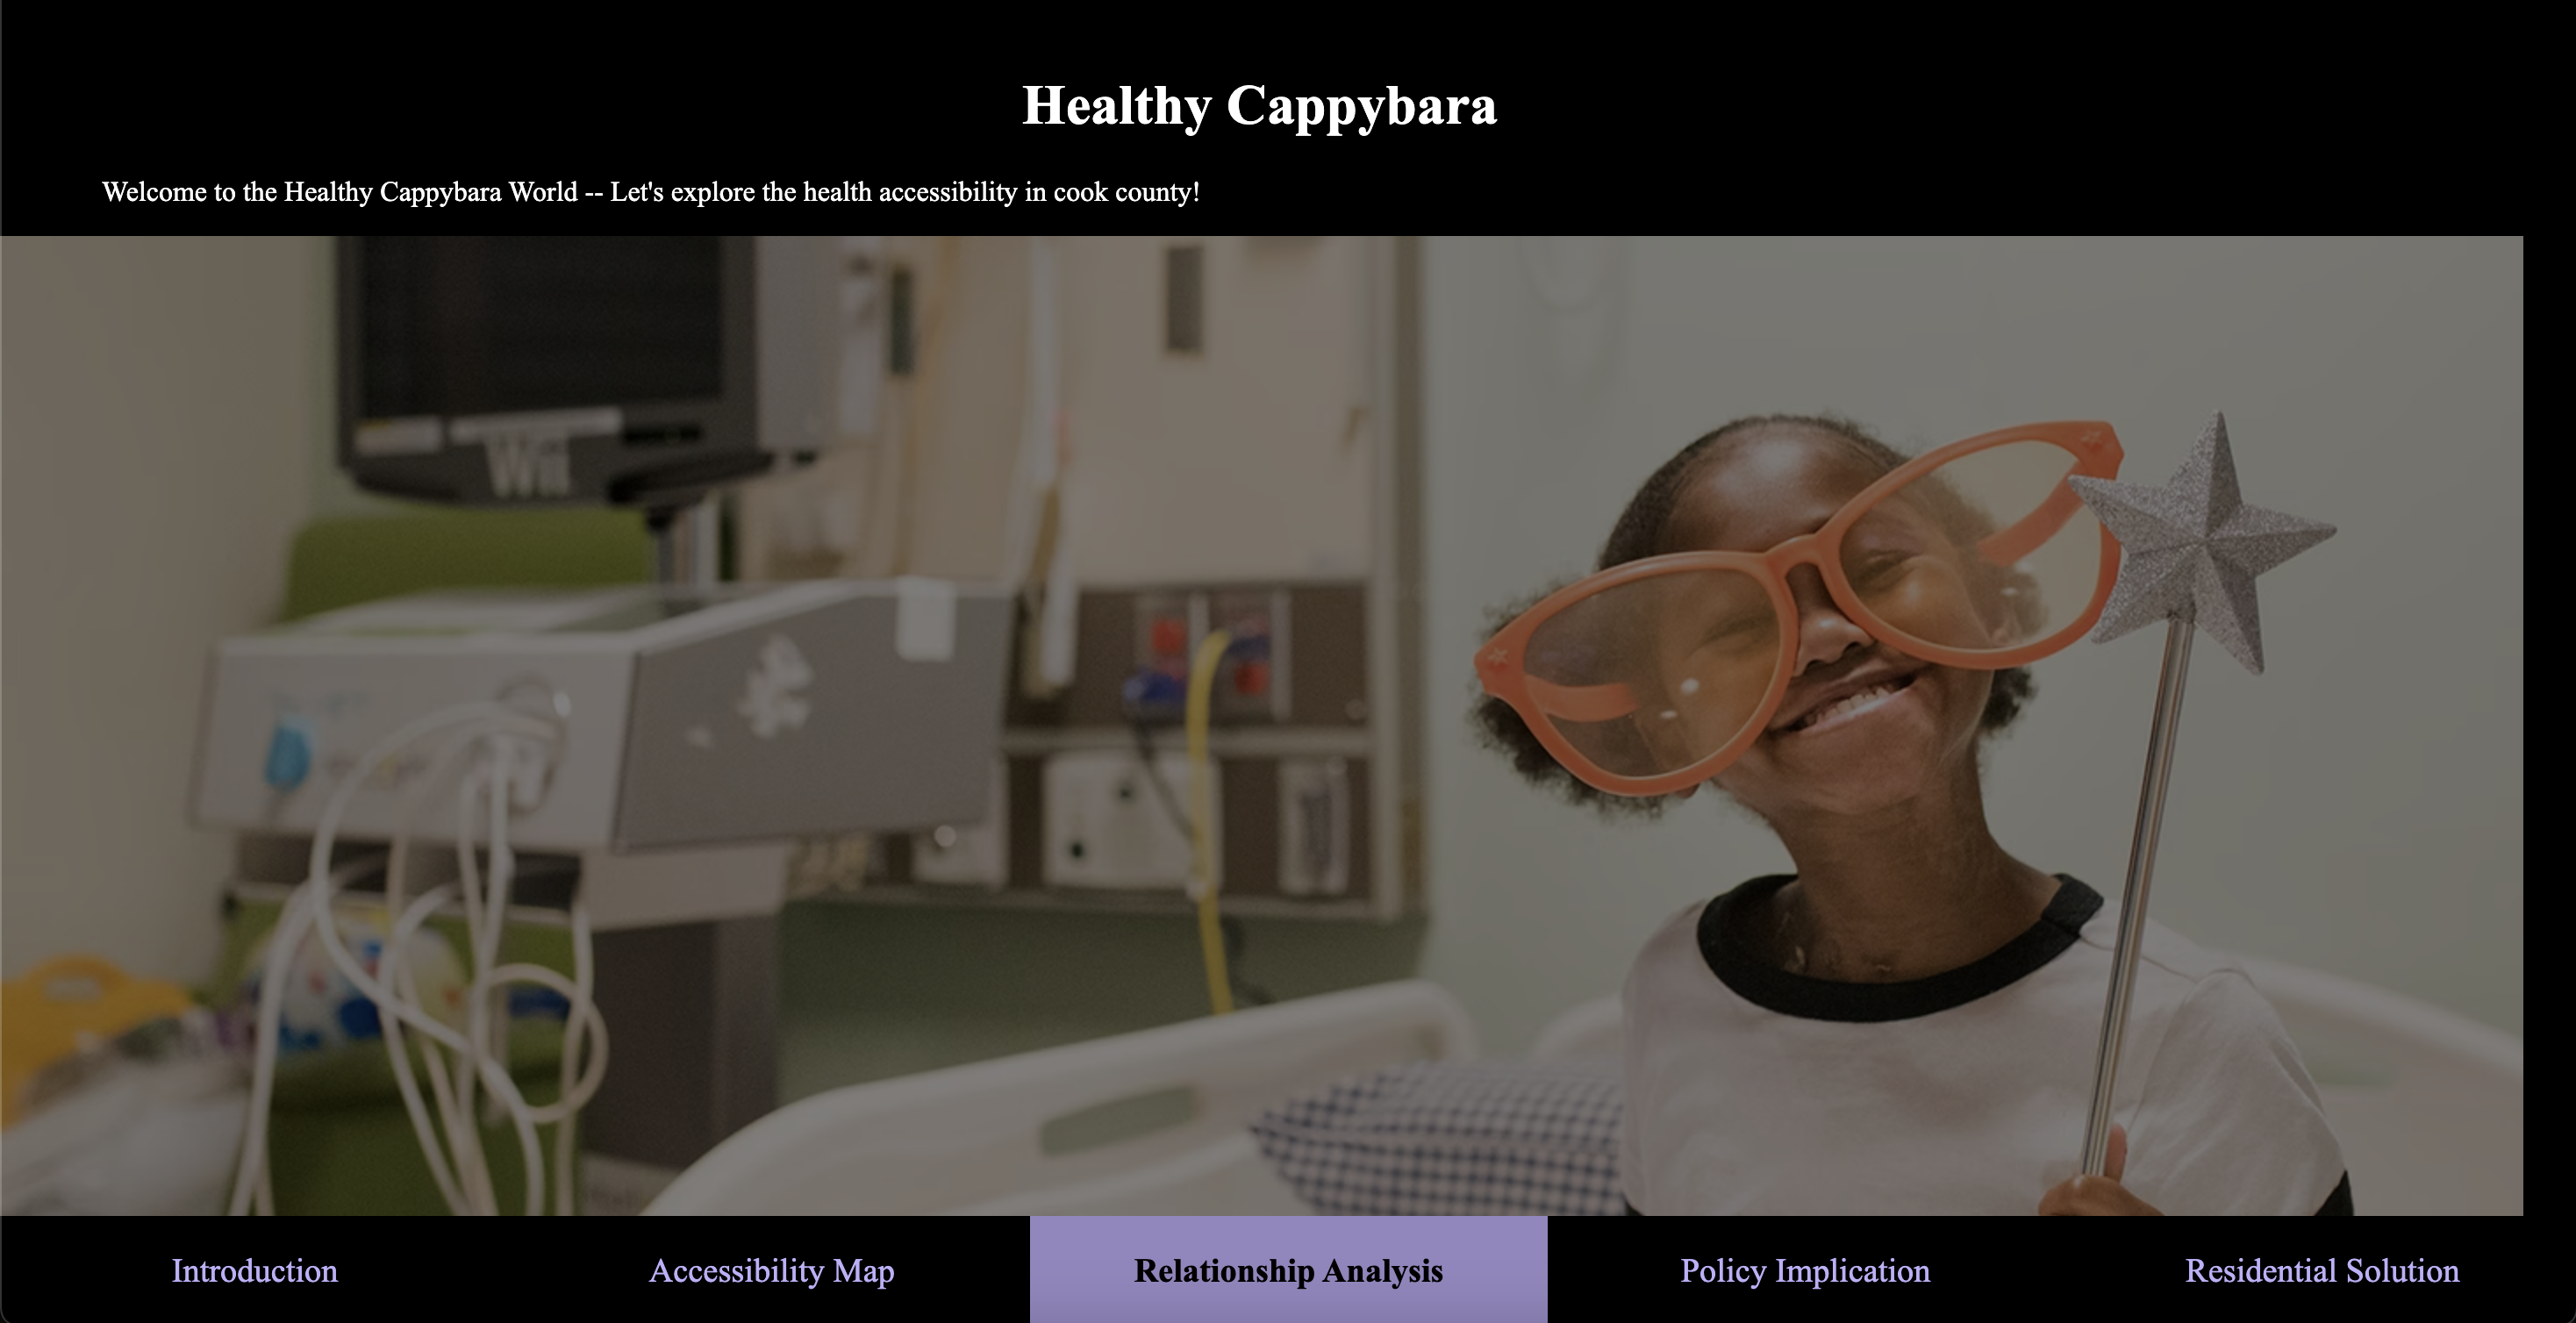 Healthy Cappybara
Welcome to the Healthy Cappybara World -- Let's explore the health accessibility in cook county!
Wii
Introduction
Accessibility Map
Relationship Analysis
Policy Implication
Residential Solution